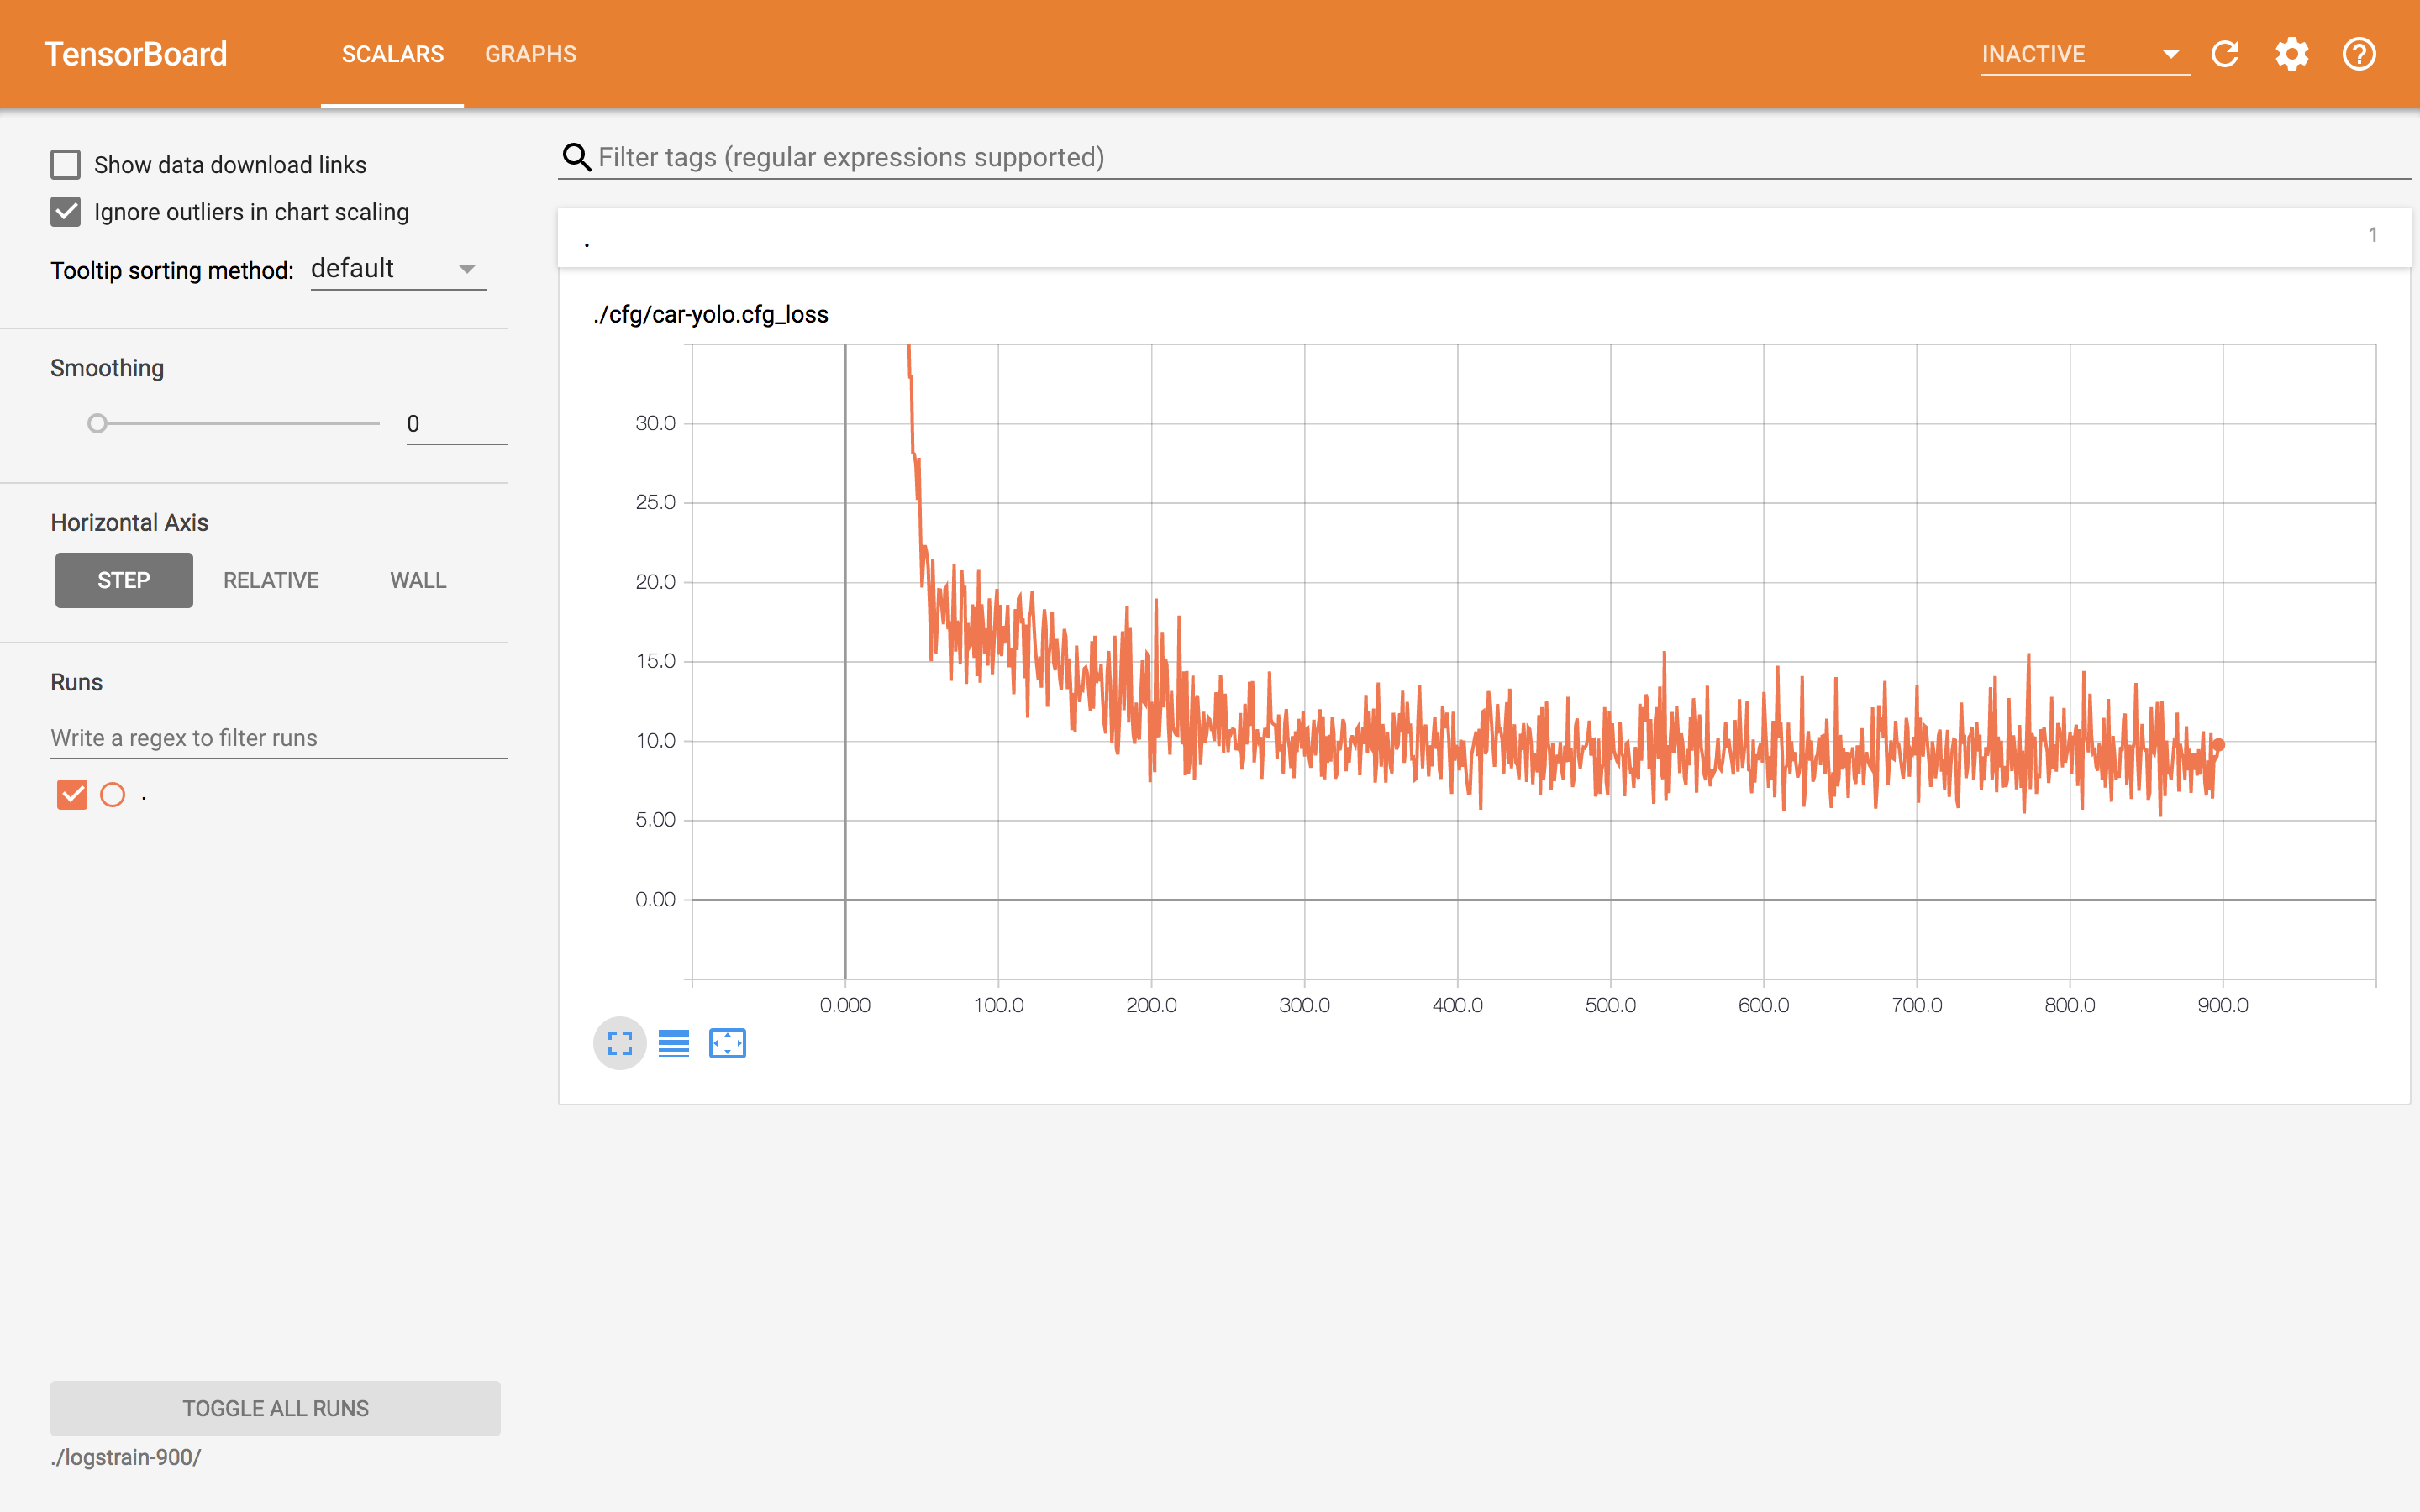 TensorBoard SCALARS GRAPHS INACTIVE
Show data download links
Ignore outliers in chart scaling
Tooltip sorting method: default
Smoothing
0
Horizontal Axis
STEP RELATIVE WALL
Runs
Write a regex to filter runs
.
TOGGLE ALL RUNS
./logstrain-900/
Filter tags (regular expressions supported)
. 1
./cfg/car-yolo.cfg_loss
30.0
25.0
20.0
15.0
10.0
5.00
0.00
0.000 100.0 200.0 300.0 400.0 500.0 600.0 700.0 800.0 900.0